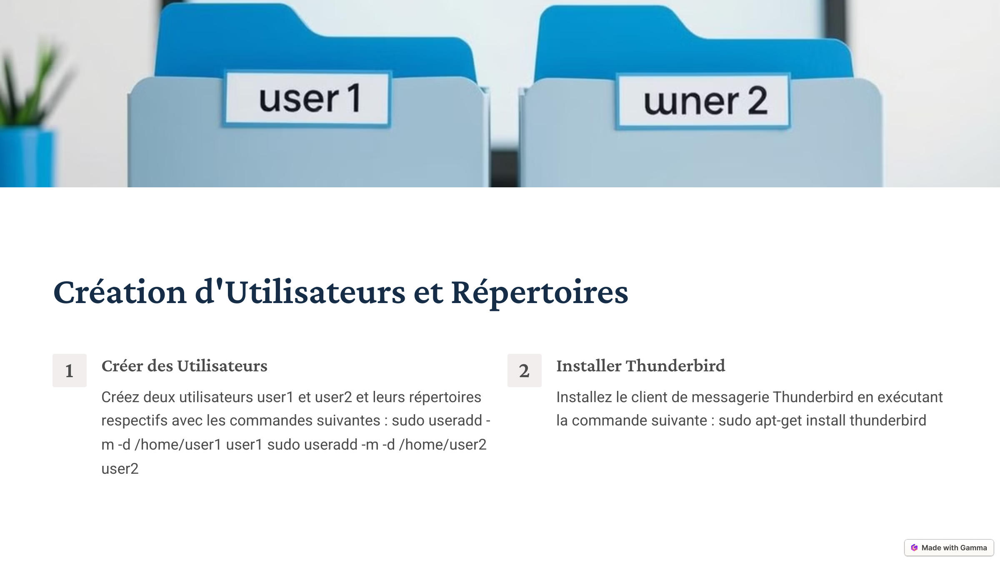 user 1
wner 2
Création d'Utilisateurs et Répertoires
1
Créer des Utilisateurs
Créez deux utilisateurs user1 et user2 et leurs répertoires
respectifs avec les commandes suivantes : sudo useradd -
m -d /home/user1 user1 sudo useradd -m -d /home/user2
user2
2
Installer Thunderbird
Installez le client de messagerie Thunderbird en exécutant
la commande suivante : sudo apt-get install thunderbird
Made with Gamma